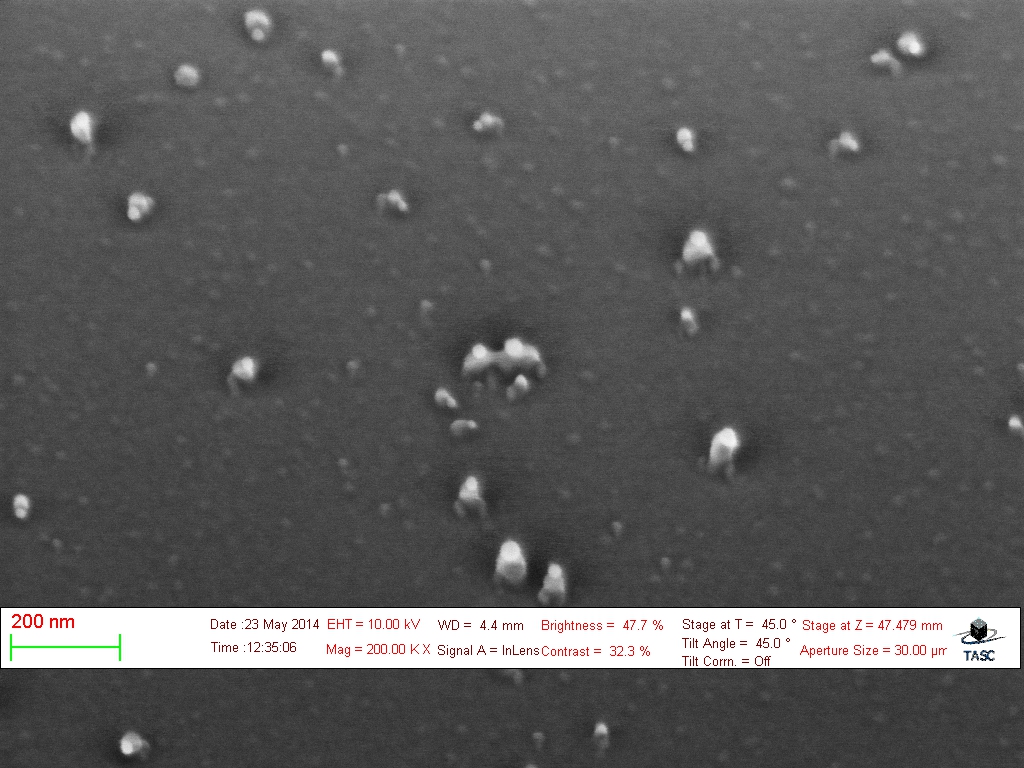 200 nm
Date :23 May 2014 EHT = 10.00 kV WD = 4.4 mm Brightness = 47.7 % Stage at T = 45.0 ° Stage at Z = 47.479 mm
Time :12:35:06 Mag = 200.00 K X Signal A = InLens Contrast = 32.3 % Tilt Angle = 45.0 ° Aperture Size = 30.00 µm
Tilt Corrn. = Off
TASC